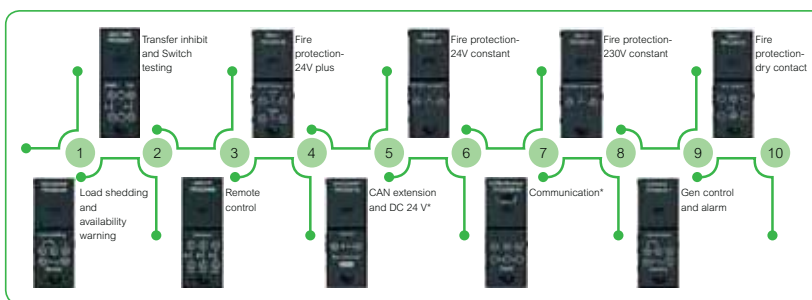 Transfer inhibit
and Switch
testing
Fire
protection-
24V plus
Fire protection-
24V constant
Fire protection-
230V constant
Fire
protection-
dry contact
1
2
3
4
5
6
7
8
9
10
Load shedding
and
availability
warning
Remote
control
CAN extension
and DC 24 V*
Communication*
Gen control
and alarm